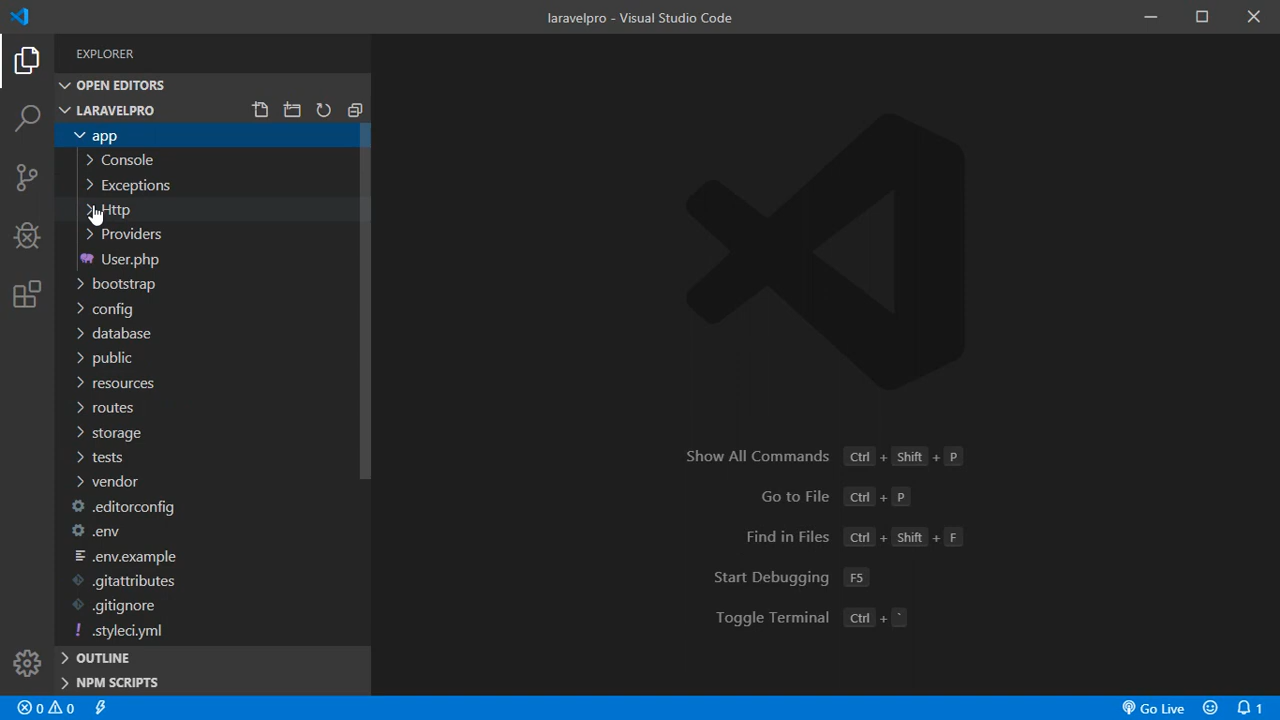 laravelpro - Visual Studio Code
EXPLORER
OPEN EDITORS
LARAVELPRO
app
Console
Exceptions
Http
Providers
User.php
bootstrap
config
database
public
resources
routes
storage
tests
vendor
.editorconfig
.env
.env.example
.gitattributes
.gitignore
! .styleci.yml
OUTLINE
NPM SCRIPTS
Show All Commands Ctrl + Shift + P
Go to File Ctrl + P
Find in Files Ctrl + Shift + F
Start Debugging F5
Toggle Terminal Ctrl + `
0 0
Go Live
1